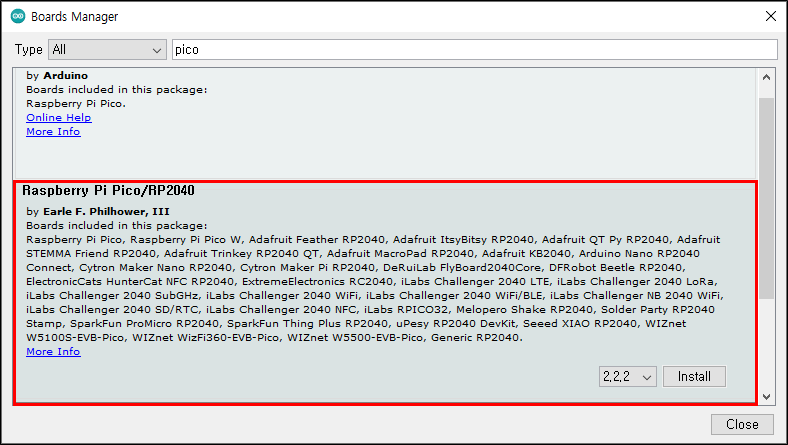 Boards Manager
Type All pico
by Arduino
Boards included in this package:
Raspberry Pi Pico.
Online Help
More Info
Raspberry Pi Pico/RP2040
by Earle F. Philhower, III
Boards included in this package:
Raspberry Pi Pico, Raspberry Pi Pico W, Adafruit Feather RP2040, Adafruit ItsyBitsy RP2040, Adafruit QT Py RP2040, Adafruit
STEMMA Friend RP2040, Adafruit Trinkey RP2040 QT, Adafruit MacroPad RP2040, Adafruit KB2040, Arduino Nano RP2040
Connect, Cytron Maker Nano RP2040, Cytron Maker Pi RP2040, DeRuiLab FlyBoard2040Core, DFRobot Beetle RP2040,
ElectronicCats HunterCat NFC RP2040, ExtremeElectronics RC2040, iLabs Challenger 2040 LTE, iLabs Challenger 2040 LoRa,
iLabs Challenger 2040 SubGHz, iLabs Challenger 2040 WiFi, iLabs Challenger 2040 WiFi/BLE, iLabs Challenger NB 2040 WiFi,
iLabs Challenger 2040 SD/RTC, iLabs Challenger 2040 NFC, iLabs RPICO32, Melopero Shake RP2040, Solder Party RP2040
Stamp, SparkFun ProMicro RP2040, SparkFun Thing Plus RP2040, uPesy RP2040 DevKit, Seeed XIAO RP2040, WIZnet
W5100S-EVB-Pico, WIZnet WizFi360-EVB-Pico, WIZnet W5500-EVB-Pico, Generic RP2040.
More Info
2,2,2 Install
Close